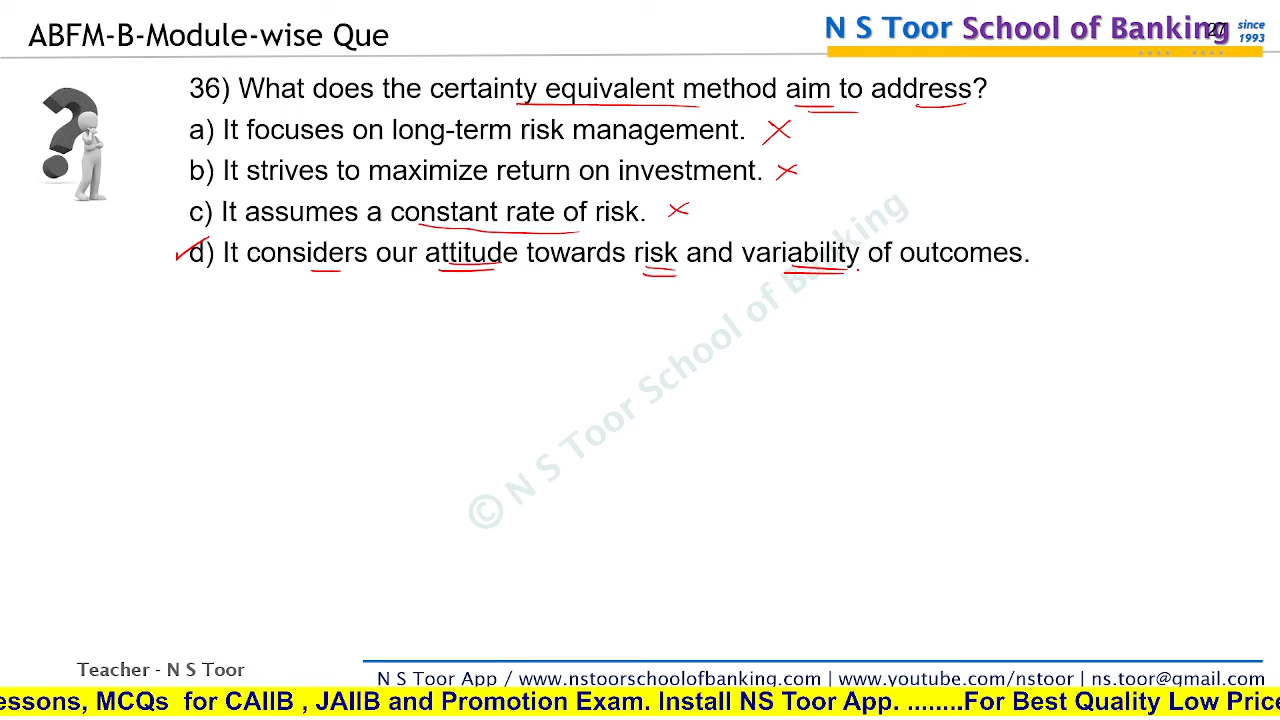 ABFM-B-Module-wise Que
N S Toor School of Banking
27
since
1993
36) What does the certainty equivalent method aim to address?
a) It focuses on long-term risk management.
b) It strives to maximize return on investment.
c) It assumes a constant rate of risk.
d) It considers our attitude towards risk and variability of outcomes.
© N S Toor School of Banking
Teacher - N S Toor
N S Toor App / www.nstoorschoolofbanking.com | www.youtube.com/nstoor | ns.toor@gmail.com
essons, MCQs for CAIIB , JAIIB and Promotion Exam. Install NS Toor App. ........For Best Quality Low Price